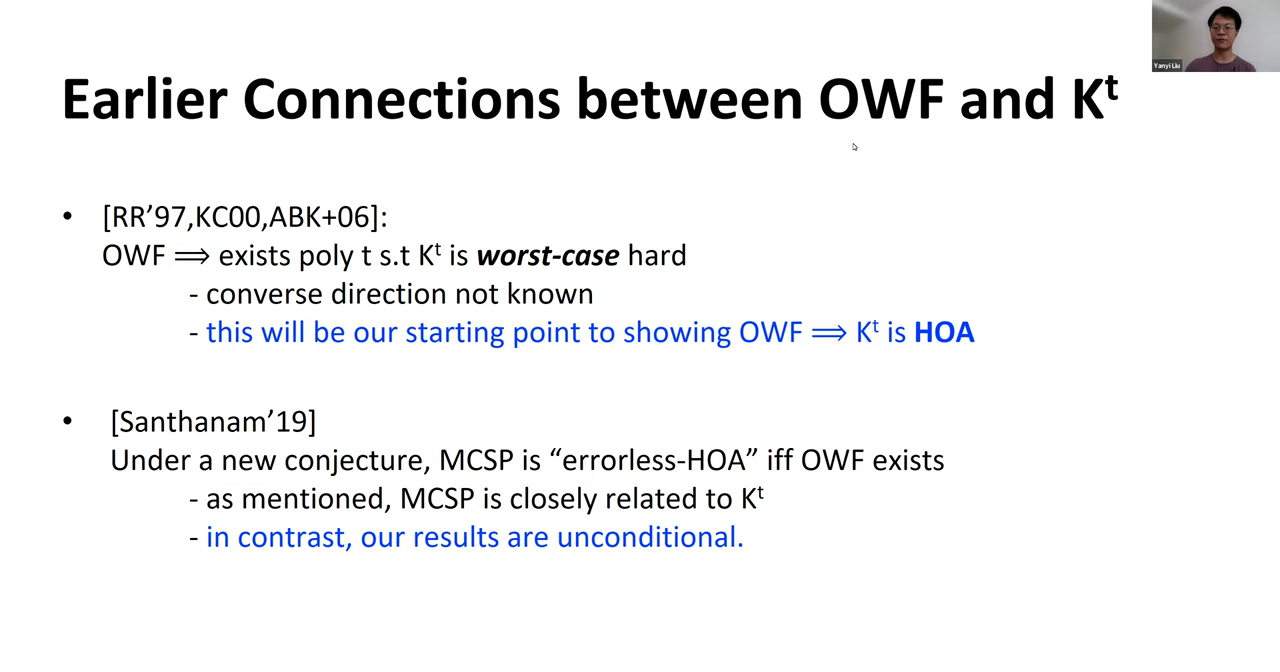 Yanyi Liu
Earlier Connections between OWF and Kᵗ
• [RR’97,KC00,ABK+06]:
OWF ⟹ exists poly t s.t Kᵗ is worst-case hard
- converse direction not known
- this will be our starting point to showing OWF ⟹ Kᵗ is HOA
• [Santhanam’19]
Under a new conjecture, MCSP is “errorless-HOA” iff OWF exists
- as mentioned, MCSP is closely related to Kᵗ
- in contrast, our results are unconditional.